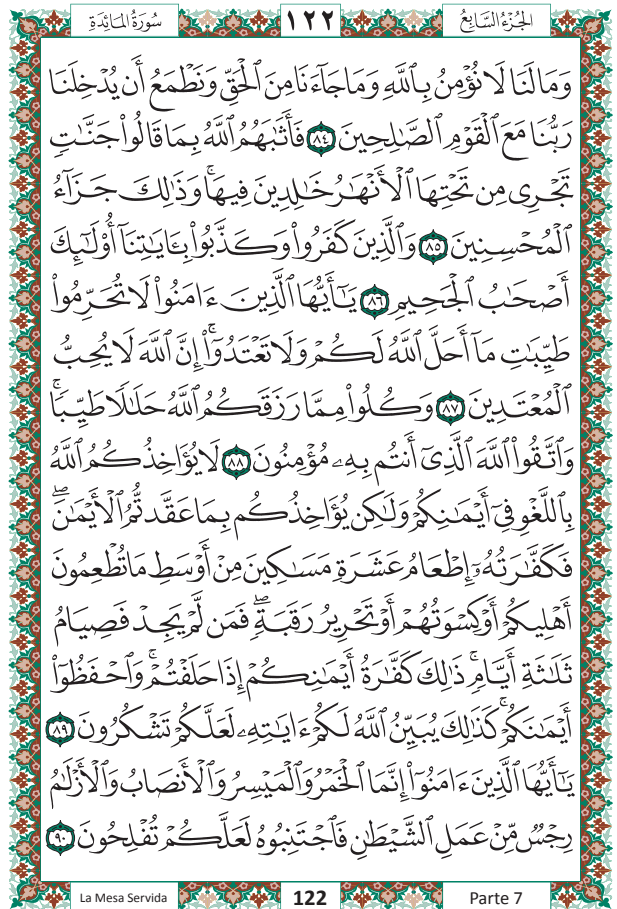 الجُزْءُ السَّابِعُ ١٢٢ سُورَةُ المَائِدَةِ
وَمَا لَنَا لَا نُؤْمِنُ بِٱللَّهِ وَمَا جَآءَنَا مِنَ ٱلْحَقِّ وَنَطْمَعُ أَن يُدْخِلَنَا
رَبُّنَا مَعَ ٱلْقَوْمِ ٱلصَّٰلِحِينَ ٨٤ فَأَثَٰبَهُمُ ٱللَّهُ بِمَا قَالُوا۟ جَنَّٰتٍ
تَجْرِى مِن تَحْتِهَا ٱلْأَنْهَٰرُ خَٰلِدِينَ فِيهَا ۚ وَذَٰلِكَ جَزَآءُ
ٱلْمُحْسِنِينَ ٨٥ وَٱلَّذِينَ كَفَرُوا۟ وَكَذَّبُوا۟ بِـَٔايَٰتِنَآ أُو۟لَٰٓئِكَ
أَصْحَٰبُ ٱلْجَحِيمِ ٨٦ يَٰٓأَيُّهَا ٱلَّذِينَ ءَامَنُوا۟ لَا تُحَرِّمُوا۟
طَيِّبَٰتِ مَآ أَحَلَّ ٱللَّهُ لَكُمْ وَلَا تَعْتَدُوٓا۟ ۚ إِنَّ ٱللَّهَ لَا يُحِبُّ
ٱلْمُعْتَدِينَ ٨٧ وَكُلُوا۟ مِمَّا رَزَقَكُمُ ٱللَّهُ حَلَٰلًا طَيِّبًا ۚ
وَٱتَّقُوا۟ ٱللَّهَ ٱلَّذِىٓ أَنتُم بِهِۦ مُؤْمِنُونَ ٨٨ لَا يُؤَاخِذُكُمُ ٱللَّهُ
بِٱللَّغْوِ فِىٓ أَيْمَٰنِكُمْ وَلَٰكِن يُؤَاخِذُكُم بِمَا عَقَّدتُّمُ ٱلْأَيْمَٰنَ ۖ
فَكَفَّٰرَتُهُۥٓ إِطْعَامُ عَشَرَةِ مَسَٰكِينَ مِنْ أَوْسَطِ مَا تُطْعِمُونَ
أَهْلِيكُمْ أَوْ كِسْوَتُهُمْ أَوْ تَحْرِيرُ رَقَبَةٍ ۖ فَمَن لَّمْ يَجِدْ فَصِيَامُ
ثَلَٰثَةِ أَيَّامٍ ۚ ذَٰلِكَ كَفَّٰرَةُ أَيْمَٰنِكُمْ إِذَا حَلَفْتُمْ ۚ وَٱحْفَظُوٓا۟
أَيْمَٰنَكُمْ ۚ كَذَٰلِكَ يُبَيِّنُ ٱللَّهُ لَكُمْ ءَايَٰتِهِۦ لَعَلَّكُمْ تَشْكُرُونَ ٨٩
يَٰٓأَيُّهَا ٱلَّذِينَ ءَامَنُوٓا۟ إِنَّمَا ٱلْخَمْرُ وَٱلْمَيْسِرُ وَٱلْأَنصَابُ وَٱلْأَزْلَٰمُ
رِجْسٌ مِّنْ عَمَلِ ٱلشَّيْطَٰنِ فَٱجْتَنِبُوهُ لَعَلَّكُمْ تُفْلِحُونَ ٩٠
La Mesa Servida 122 Parte 7